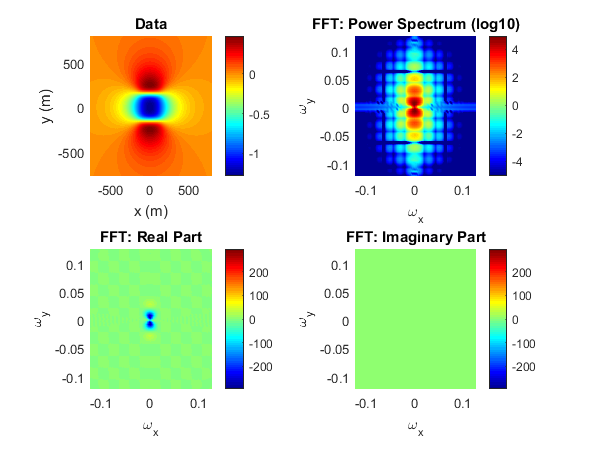 Data
500
0
-500
y (m)
-500 0 500
x (m)
0
-0.5
-1
FFT: Power Spectrum (log10)
0.1
0.05
0
-0.05
-0.1
ω_y
-0.1 0 0.1
ω_x
4
2
0
-2
-4
FFT: Real Part
0.1
0.05
0
-0.05
-0.1
ω_y
-0.1 0 0.1
ω_x
200
100
0
-100
-200
FFT: Imaginary Part
0.1
0.05
0
-0.05
-0.1
ω_y
-0.1 0 0.1
ω_x
200
100
0
-100
-200